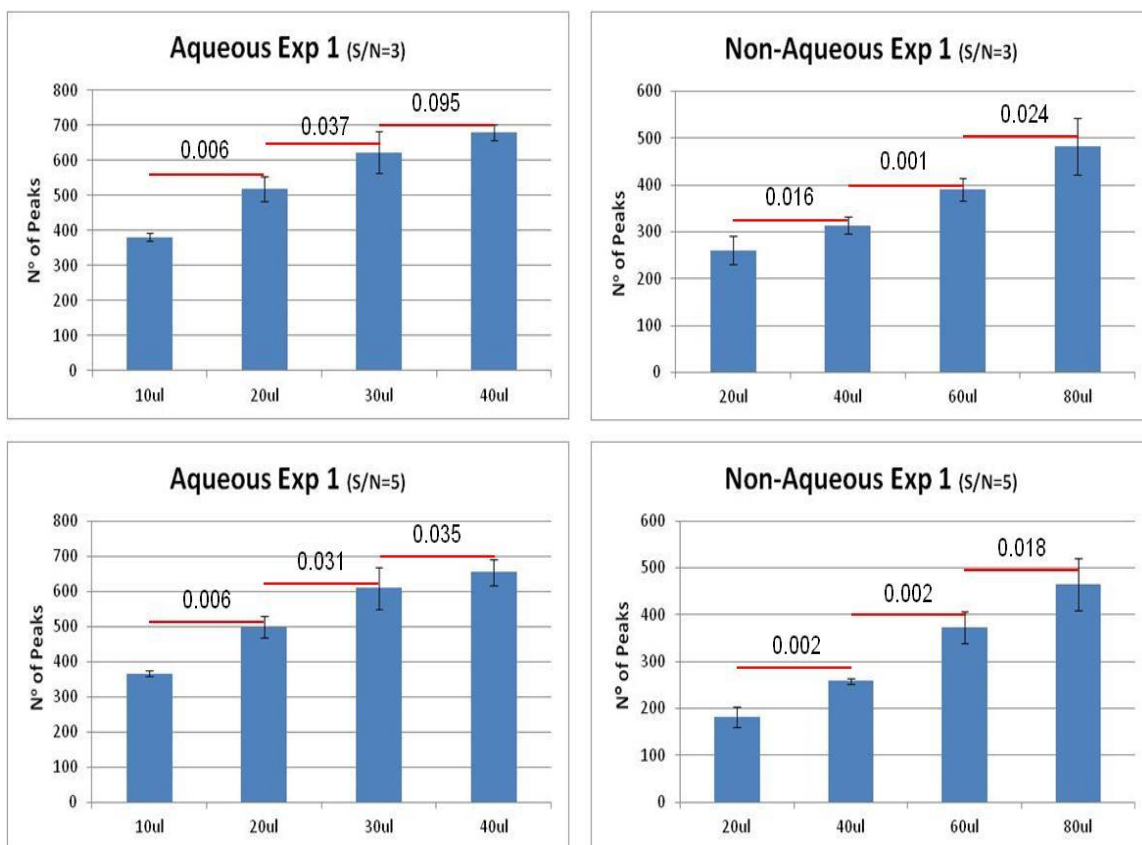 Aqueous Exp 1 (S/N=3)
N° of Peaks
800
700
600
500
400
300
200
100
0
0.006
0.037
0.095
10ul
20ul
30ul
40ul
Non-Aqueous Exp 1 (S/N=3)
N° of Peaks
600
500
400
300
200
100
0
0.016
0.001
0.024
20ul
40ul
60ul
80ul
Aqueous Exp 1 (S/N=5)
N° of Peaks
800
700
600
500
400
300
200
100
0
0.006
0.031
0.035
10ul
20ul
30ul
40ul
Non-Aqueous Exp 1 (S/N=5)
N° of Peaks
600
500
400
300
200
100
0
0.002
0.002
0.018
20ul
40ul
60ul
80ul